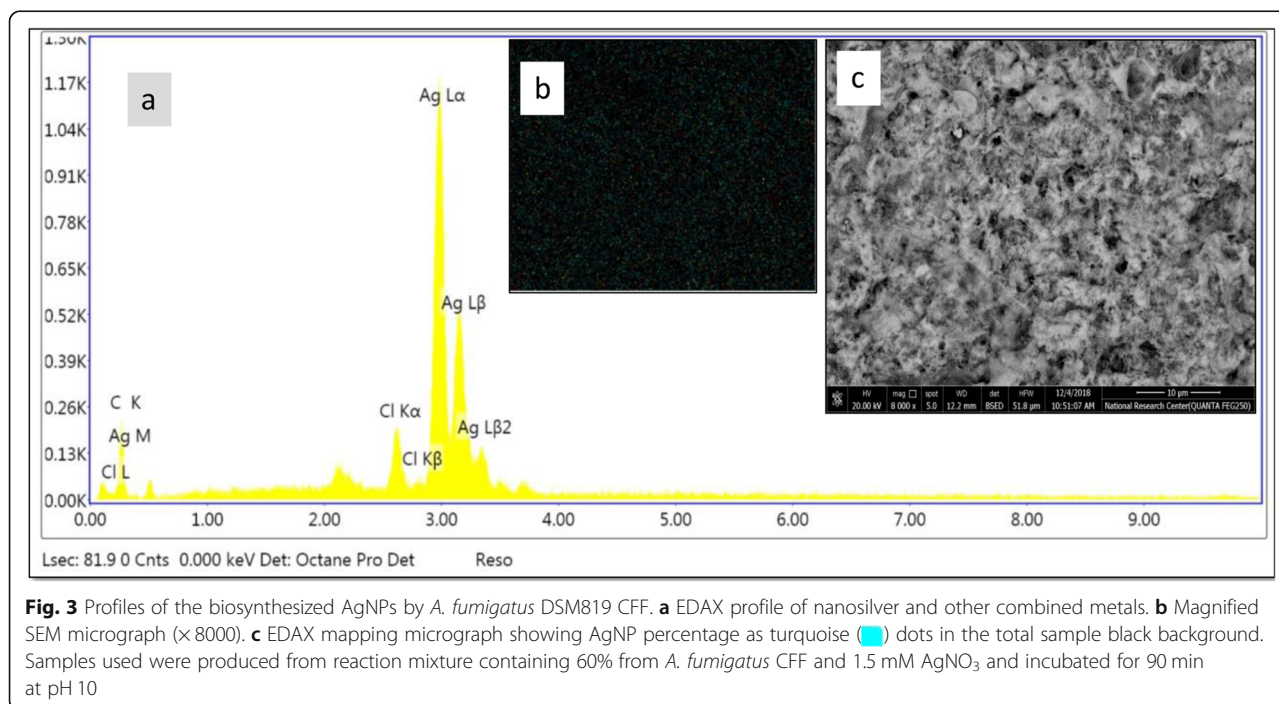 1.50K
1.17K
1.04K
0.91K
0.78K
0.65K
0.52K
0.39K
0.26K
0.13K
0.00K
a
b
c
Ag Lα
Ag Lβ
Ag Lβ2
Cl Kα
Cl Kβ
C K
Ag M
Cl L
0.00 1.00 2.00 3.00 4.00 5.00 6.00 7.00 8.00 9.00
Lsec: 81.9 0 Cnts 0.000 keV Det: Octane Pro Det Reso
HV mag spot WD det HFW 12/4/2018 10 µm
20.00 kV 8 000 x 5.0 12.2 mm BSED 51.8 µm 10:51:07 AM National Research Center(QUANTA FEG250)
Fig. 3 Profiles of the biosynthesized AgNPs by A. fumigatus DSM819 CFF. a EDAX profile of nanosilver and other combined metals. b Magnified
SEM micrograph (× 8000). c EDAX mapping micrograph showing AgNP percentage as turquoise ( ) dots in the total sample black background.
Samples used were produced from reaction mixture containing 60% from A. fumigatus CFF and 1.5 mM AgNO₃ and incubated for 90 min
at pH 10